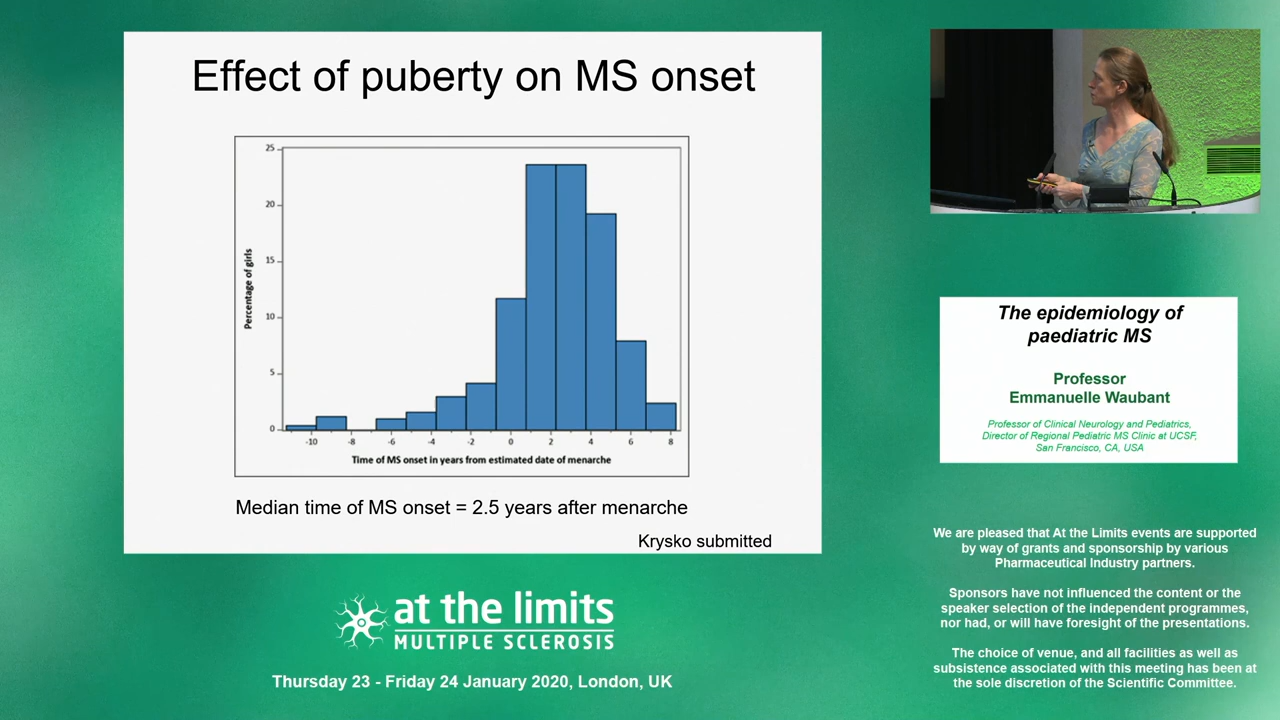 Effect of puberty on MS onset
25
20
15
10
5
0
Percentage of girls
-10 -8 -6 -4 -2 0 2 4 6 8
Time of MS onset in years from estimated date of menarche
Median time of MS onset = 2.5 years after menarche
Krysko submitted
at the limits
MULTIPLE SCLEROSIS
Thursday 23 - Friday 24 January 2020, London, UK
The epidemiology of
paediatric MS
Professor
Emmanuelle Waubant
Professor of Clinical Neurology and Pediatrics,
Director of Regional Pediatric MS Clinic at UCSF,
San Francisco, CA, USA
We are pleased that At the Limits events are supported
by way of grants and sponsorship by various
Pharmaceutical Industry partners.
Sponsors have not influenced the content or the
speaker selection of the independent programmes,
nor had, or will have foresight of the presentations.
The choice of venue, and all facilities as well as
subsistence associated with this meeting has been at
the sole discretion of the Scientific Committee.